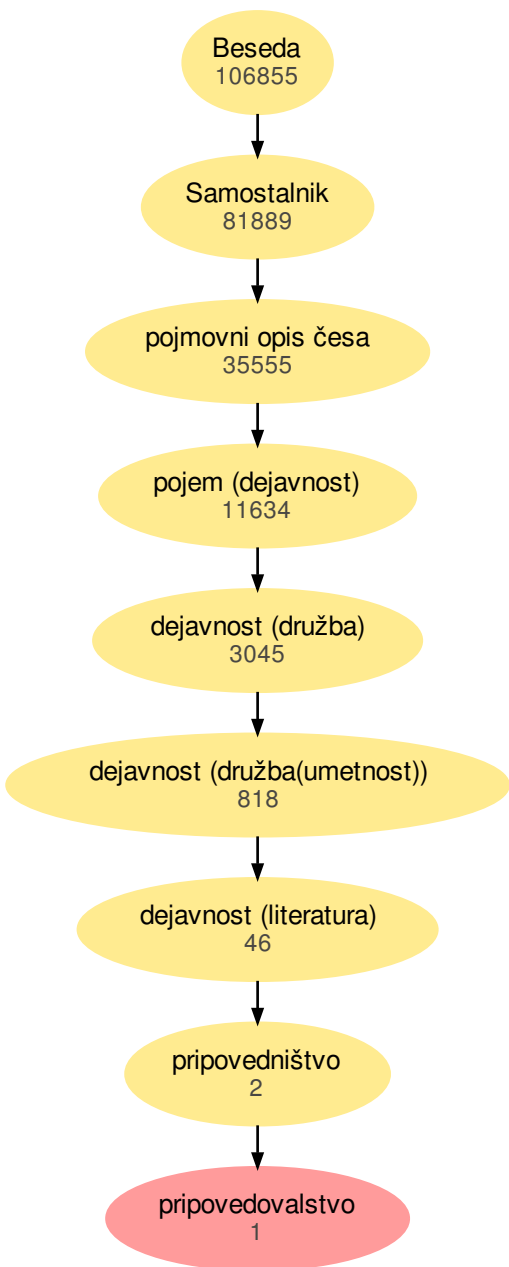 Beseda
106855
Samostalnik
81889
pojmovni opis česa
35555
pojem (dejavnost)
11634
dejavnost (družba)
3045
dejavnost (družba(umetnost))
818
dejavnost (literatura)
46
pripovedništvo
2
pripovedovalstvo
1